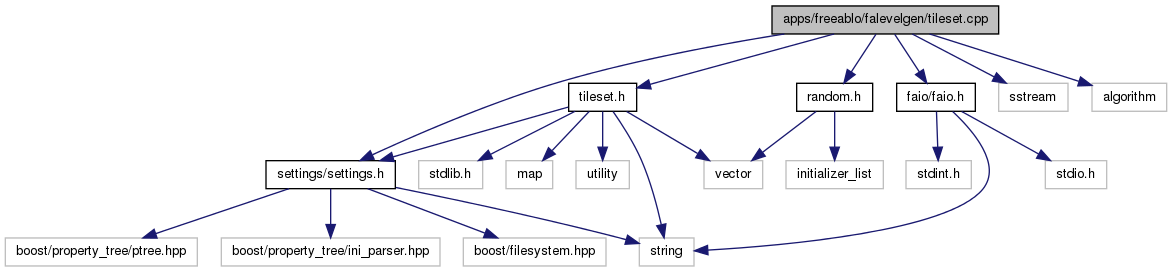 apps/freeablo/falevelgen/tileset.cpp
tileset.h
random.h
faio/faio.h
sstream
algorithm
settings/settings.h
stdlib.h
map
utility
vector
initializer_list
stdint.h
stdio.h
boost/property_tree/ptree.hpp
boost/property_tree/ini_parser.hpp
boost/filesystem.hpp
string